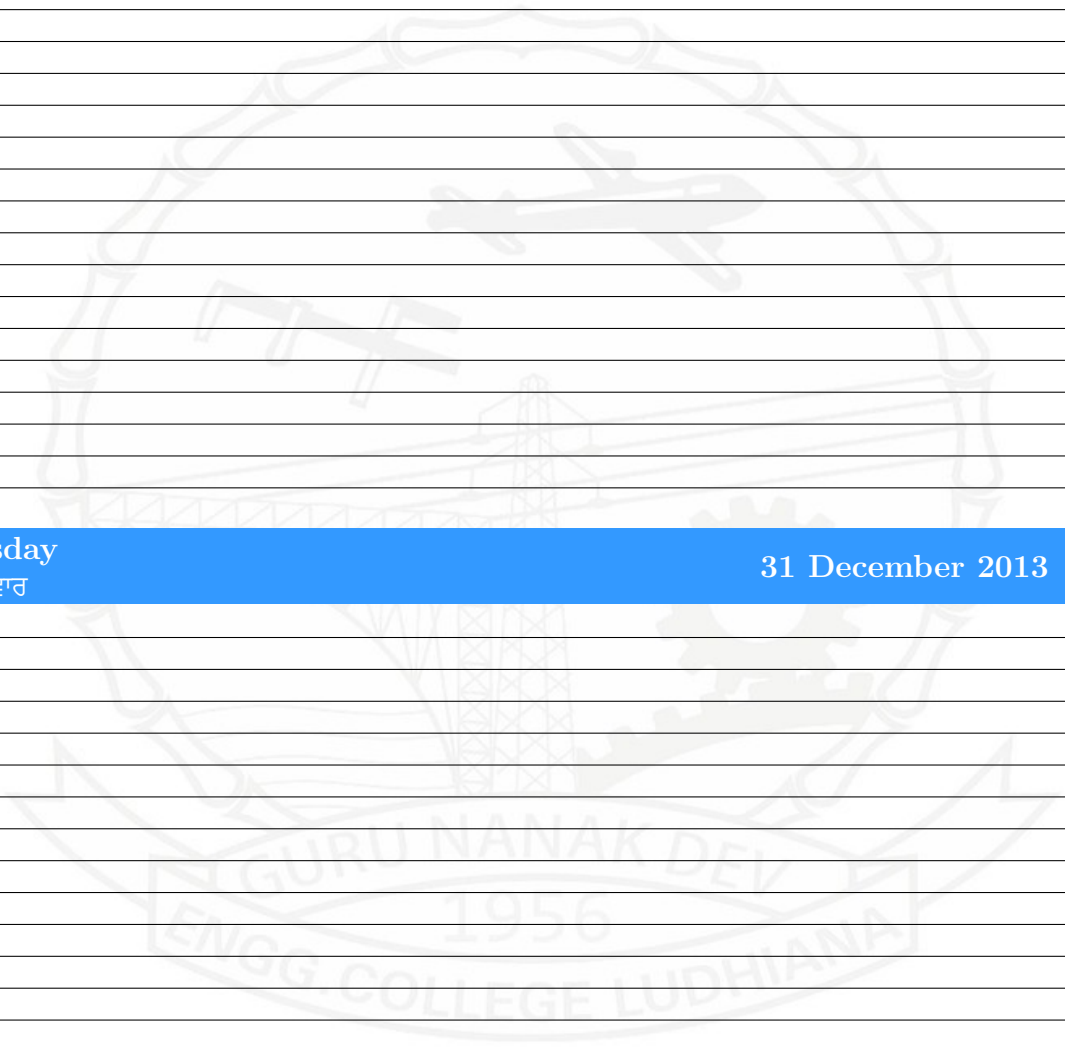 sday
31 December 2013
ਵਾਰ
GURU NANAK DEV
1956
ENGG. COLLEGE LUDHIANA